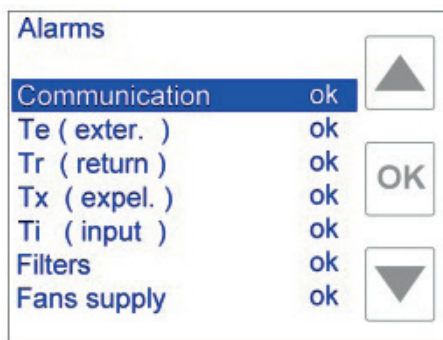 Alarms
Communication ok
Te ( exter. ) ok
Tr ( return ) ok
Tx ( expel. ) ok
Ti ( input ) ok
Filters ok
Fans supply ok
OK